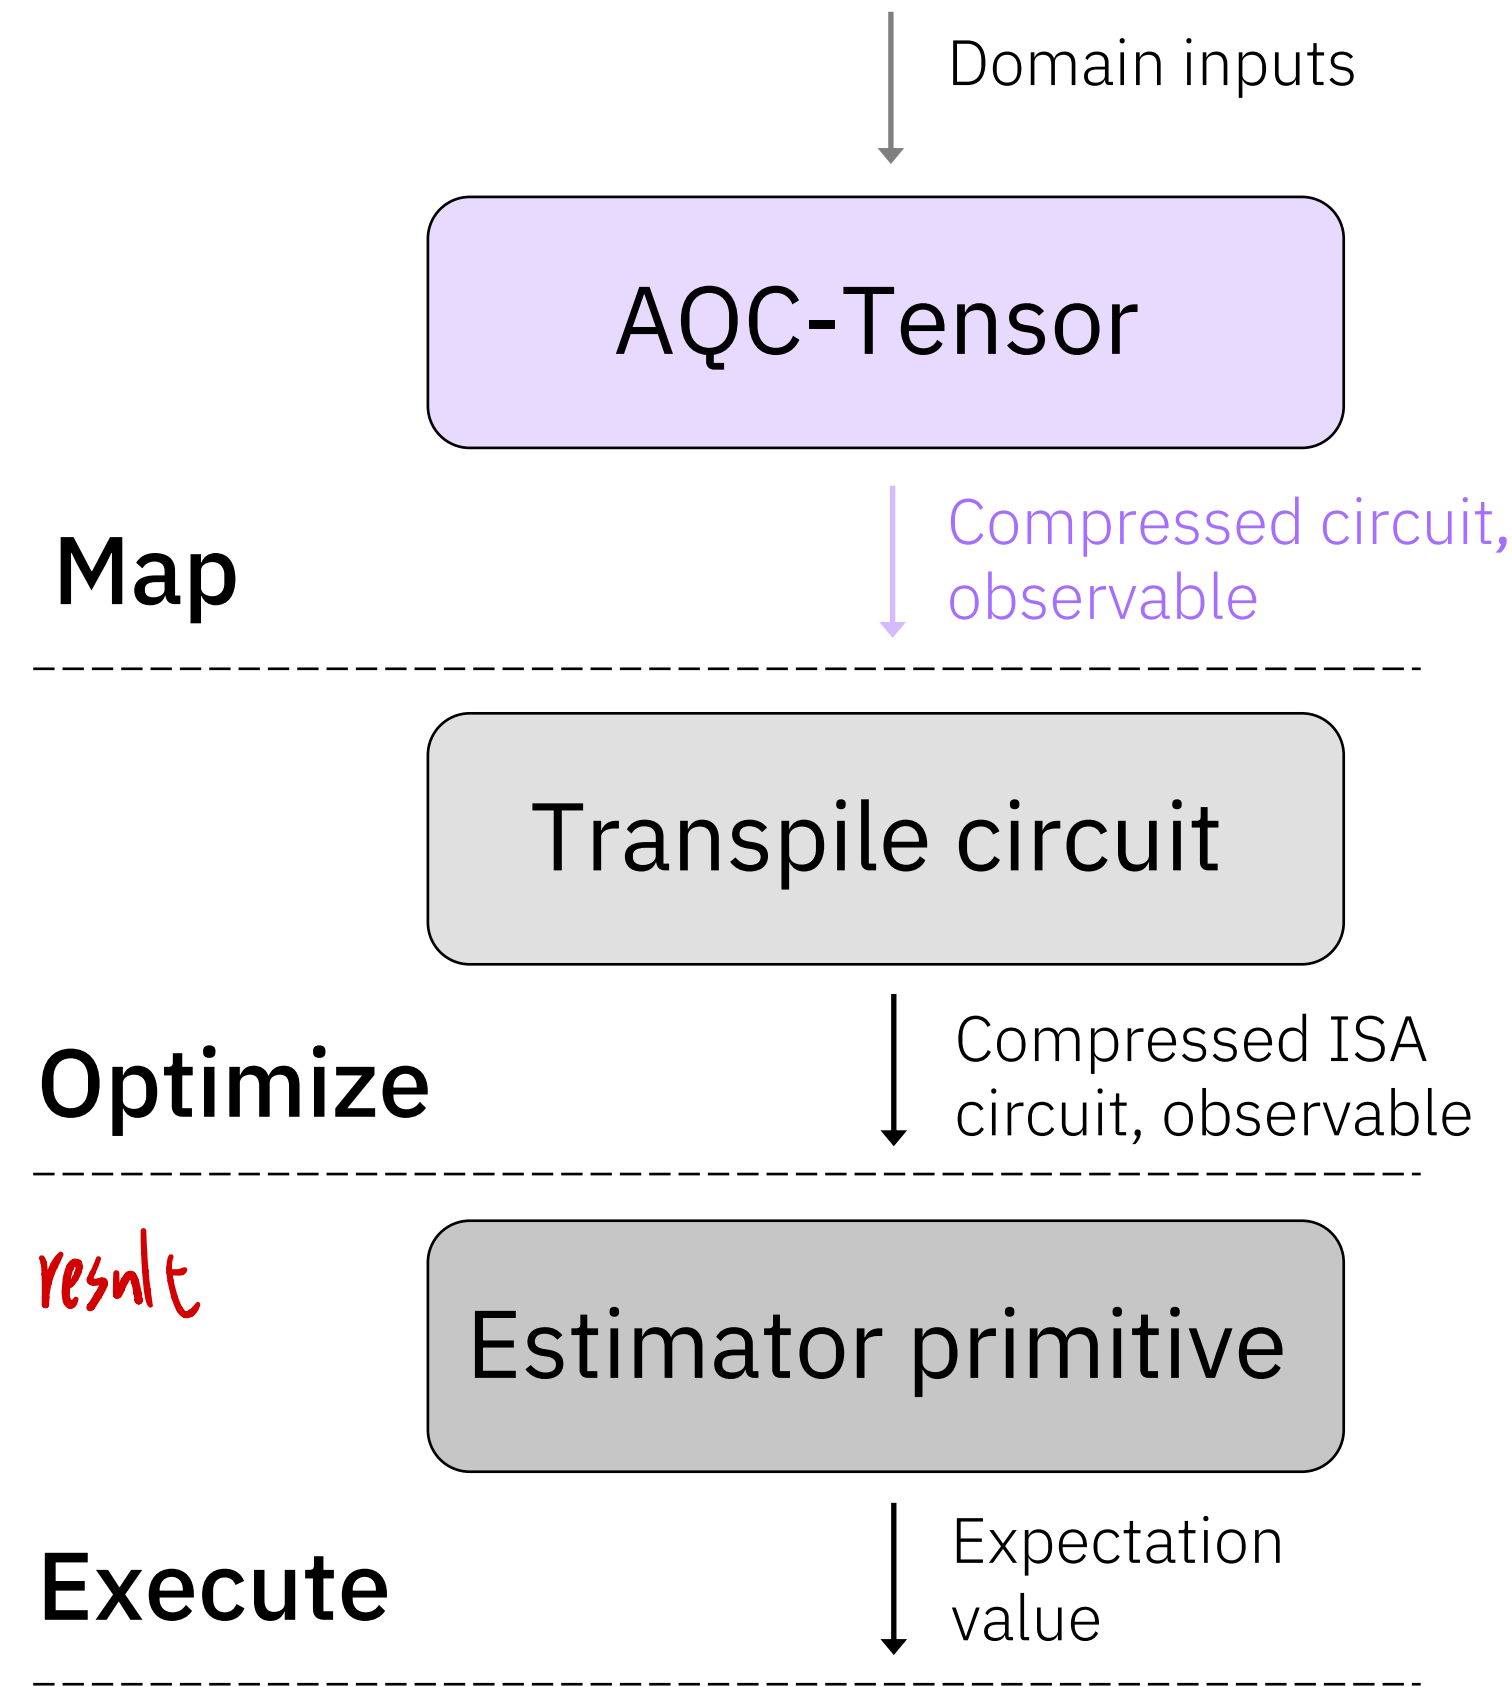 Domain inputs
AQC-Tensor
Compressed circuit,
observable
Map
Transpile circuit
Compressed ISA
circuit, observable
Optimize
result
Estimator primitive
Expectation
value
Execute